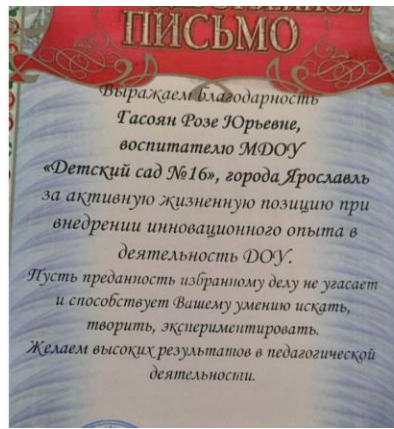 ПИСЬМО
Выражаем благодарность
Гасоян Розе Юрьевне,
воспитателю МДОУ
«Детский сад №16», города Ярославль
за активную жизненную позицию при
внедрении инновационного опыта в
деятельность ДОУ.
Пусть преданность избранному делу не угасает
и способствует Вашему умению искать,
творить, экспериментировать.
Желаем высоких результатов в педагогической
деятельности.